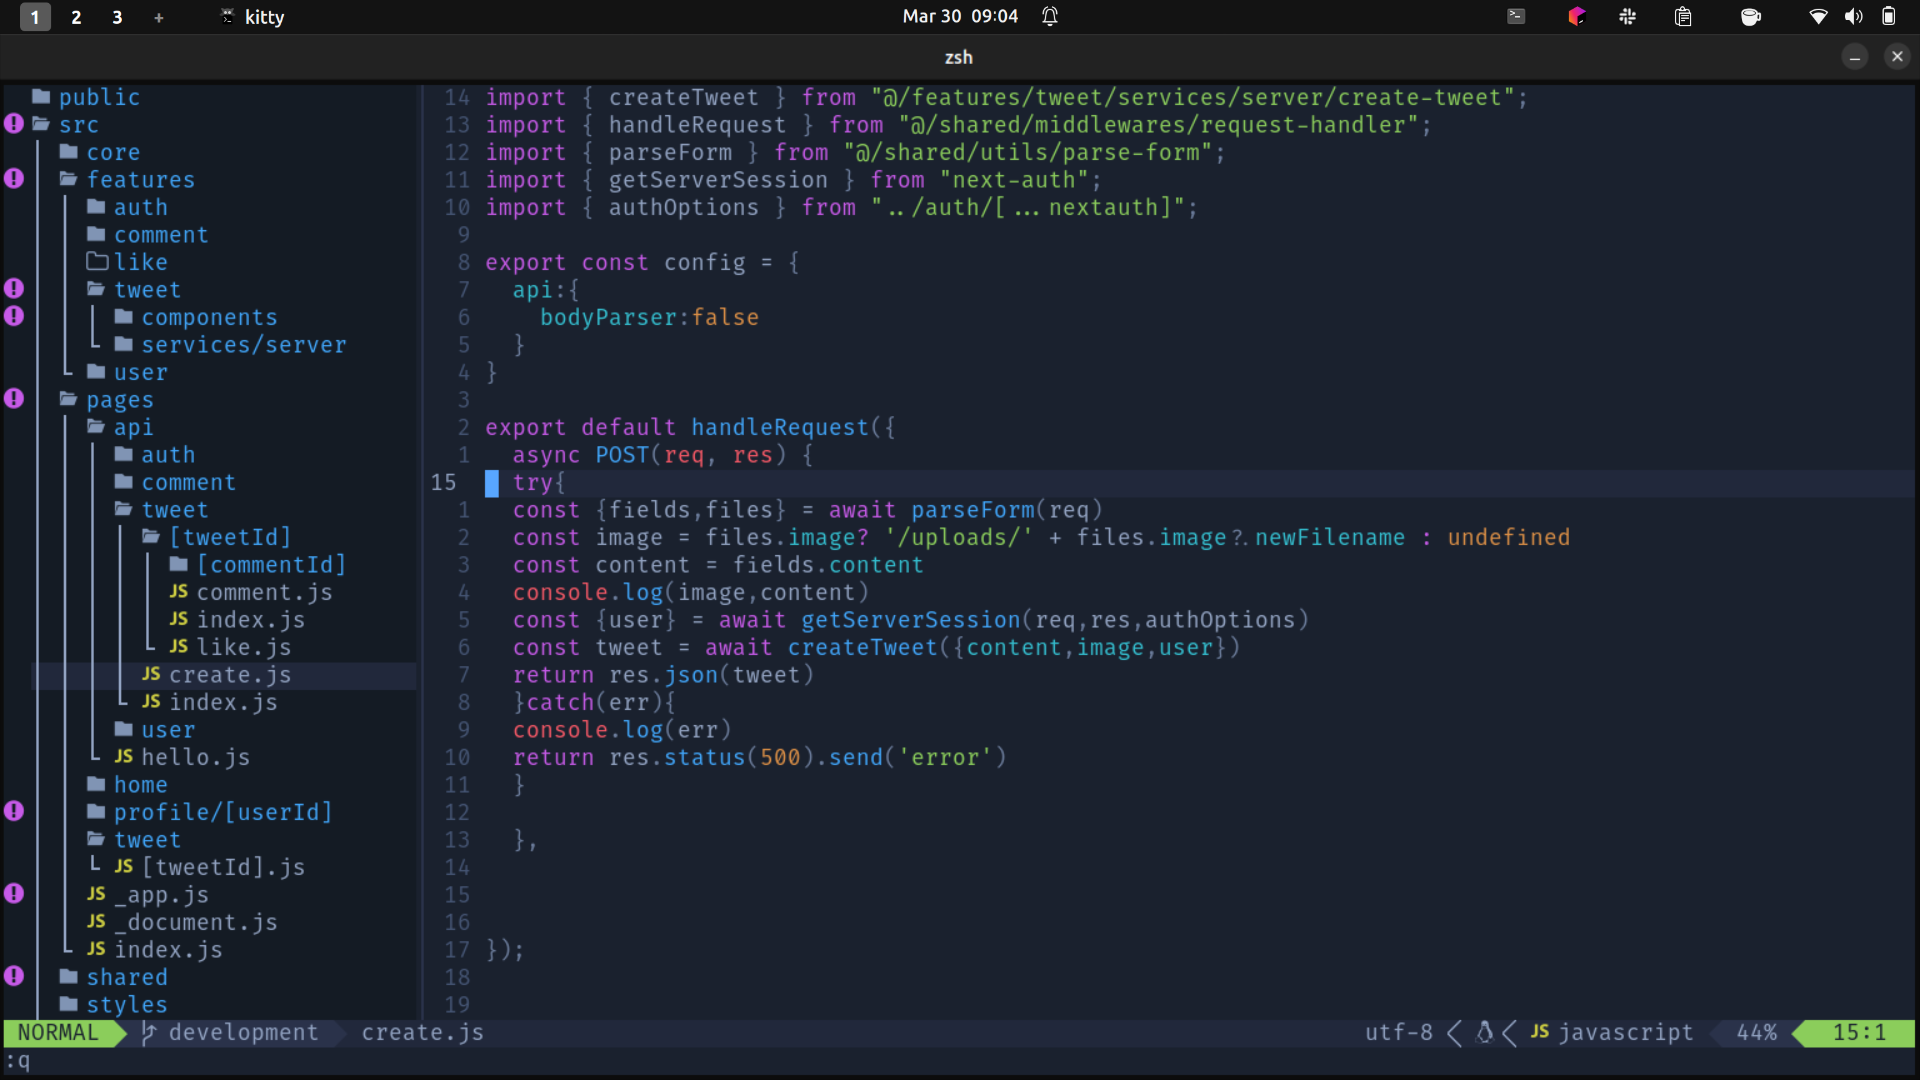 1 2 3 + kitty
Mar 30 09:04
zsh
public
src
core
features
auth
comment
like
tweet
components
services/server
user
pages
api
auth
comment
tweet
[tweetId]
[commentId]
JS comment.js
JS index.js
JS like.js
JS create.js
JS index.js
user
JS hello.js
home
profile/[userId]
tweet
JS [tweetId].js
JS _app.js
JS _document.js
JS index.js
shared
styles
14 import { createTweet } from "@/features/tweet/services/server/create-tweet";
13 import { handleRequest } from "@/shared/middlewares/request-handler";
12 import { parseForm } from "@/shared/utils/parse-form";
11 import { getServerSession } from "next-auth";
10 import { authOptions } from "../auth/[...nextauth]";
9
8 export const config = {
7 api:{
6 bodyParser:false
5 }
4 }
3
2 export default handleRequest({
1 async POST(req, res) {
15 try{
1 const {fields,files} = await parseForm(req)
2 const image = files.image? '/uploads/' + files.image?.newFilename : undefined
3 const content = fields.content
4 console.log(image,content)
5 const {user} = await getServerSession(req,res,authOptions)
6 const tweet = await createTweet({content,image,user})
7 return res.json(tweet)
8 }catch(err){
9 console.log(err)
10 return res.status(500).send('error')
11 }
12
13 },
14
15
16
17 });
18
19
NORMAL development create.js utf-8 JS javascript 44% 15:1
:q